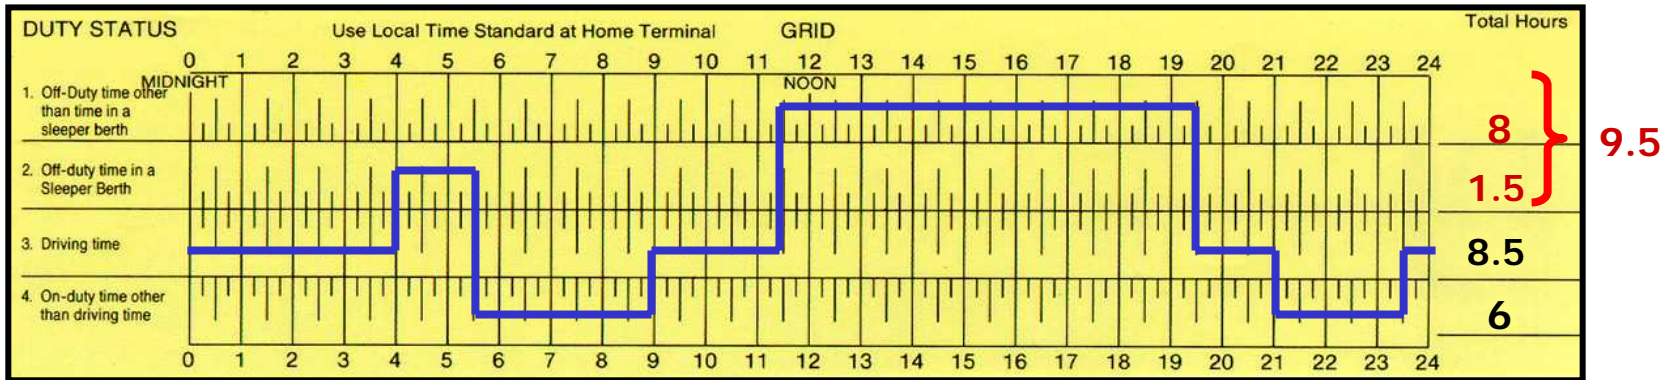 DUTY STATUS Use Local Time Standard at Home Terminal GRID Total Hours
0 1 2 3 4 5 6 7 8 9 10 11 12 13 14 15 16 17 18 19 20 21 22 23 24
MIDNIGHT NOON
1. Off-Duty time other
than time in a
sleeper berth
8
2. Off-duty time in a
Sleeper Berth
1.5
9.5
3. Driving time
8.5
4. On-duty time other
than driving time
6
0 1 2 3 4 5 6 7 8 9 10 11 12 13 14 15 16 17 18 19 20 21 22 23 24